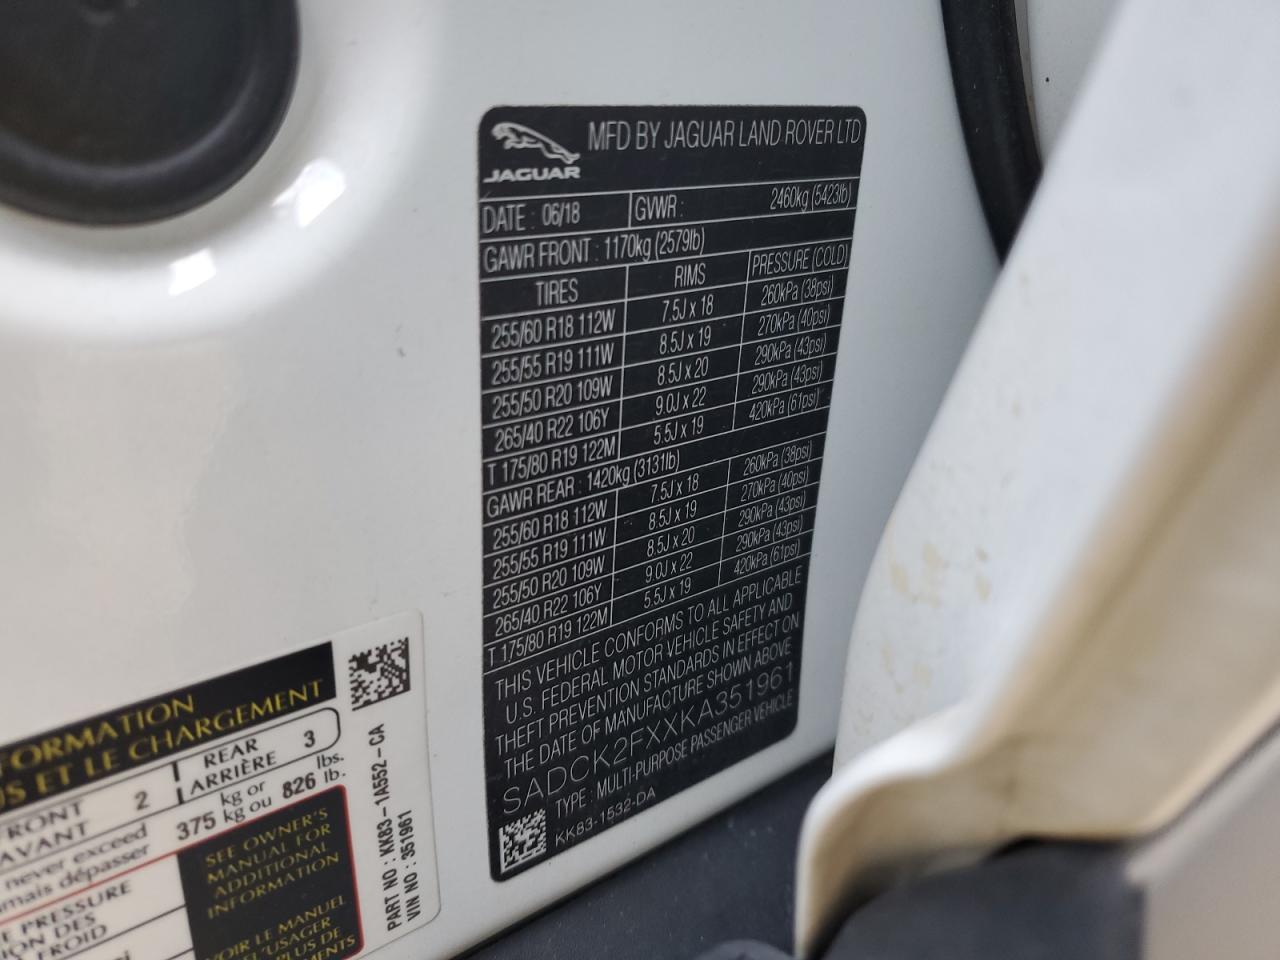 JAGUAR
MFD BY JAGUAR LAND ROVER LTD
DATE : 06/18 GVWR : 2460kg (5423lb)
GAWR FRONT : 1170kg (2579lb)
TIRES RIMS PRESSURE (COLD)
255/60 R18 112W 7.5J x 18 260kPa (38psi)
255/55 R19 111W 8.5J x 19 270kPa (40psi)
255/50 R20 109W 8.5J x 20 290kPa (43psi)
265/40 R22 106Y 9.0J x 22 290kPa (43psi)
T 175/80 R19 122M 5.5J x 19 420kPa (61psi)
GAWR REAR : 1420kg (3131lb)
255/60 R18 112W 7.5J x 18 260kPa (38psi)
255/55 R19 111W 8.5J x 19 270kPa (40psi)
255/50 R20 109W 8.5J x 20 290kPa (43psi)
265/40 R22 106Y 9.0J x 22 290kPa (43psi)
T 175/80 R19 122M 5.5J x 19 420kPa (61psi)
THIS VEHICLE CONFORMS TO ALL APPLICABLE
U.S. FEDERAL MOTOR VEHICLE SAFETY AND
THEFT PREVENTION STANDARDS IN EFFECT ON
THE DATE OF MANUFACTURE SHOWN ABOVE
SADCK2FXXKA351961
TYPE : MULTI-PURPOSE PASSENGER VEHICLE
KK83-1532-DA
FORMATION
S ET LE CHARGEMENT
FRONT 2 REAR 3
AVANT ARRIÈRE
never exceed 375 kg or 826 lbs.
amais dépasser kg ou lb.
E PRESSURE
ION DES
FROID
SEE OWNER'S
MANUAL FOR
ADDITIONAL
INFORMATION
VOIR LE MANUEL
L'USAGER
PLUS DE
EMENTS
PART NO : KK83-1A552-CA
VIN NO : 351961